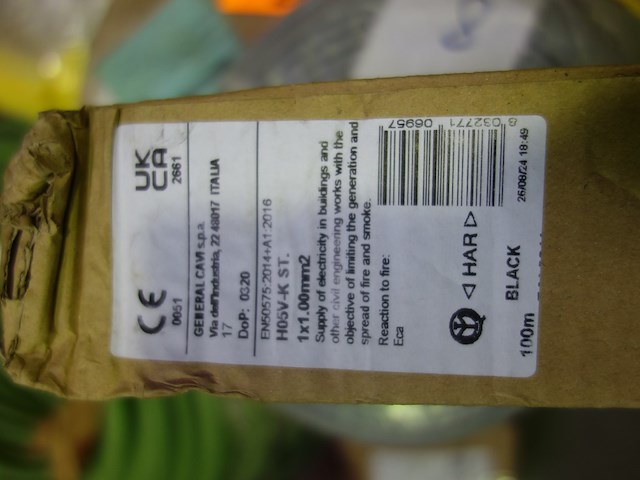 CE
0051
UK
CA
2661
GENERAL CAVI s.p.a.
Via dell'Industria, 22 48017 ITALIA
17
DoP: 0320
EN50575:2014+A1:2016
H05V-K ST.
1x1.00mm2
Supply of electricity in buildings and
other civil engineering works with the
objective of limiting the generation and
spread of fire and smoke.
Reaction to fire:
Eca
8 032771 06957
HAR
BLACK
26/08/24 18:49
100m